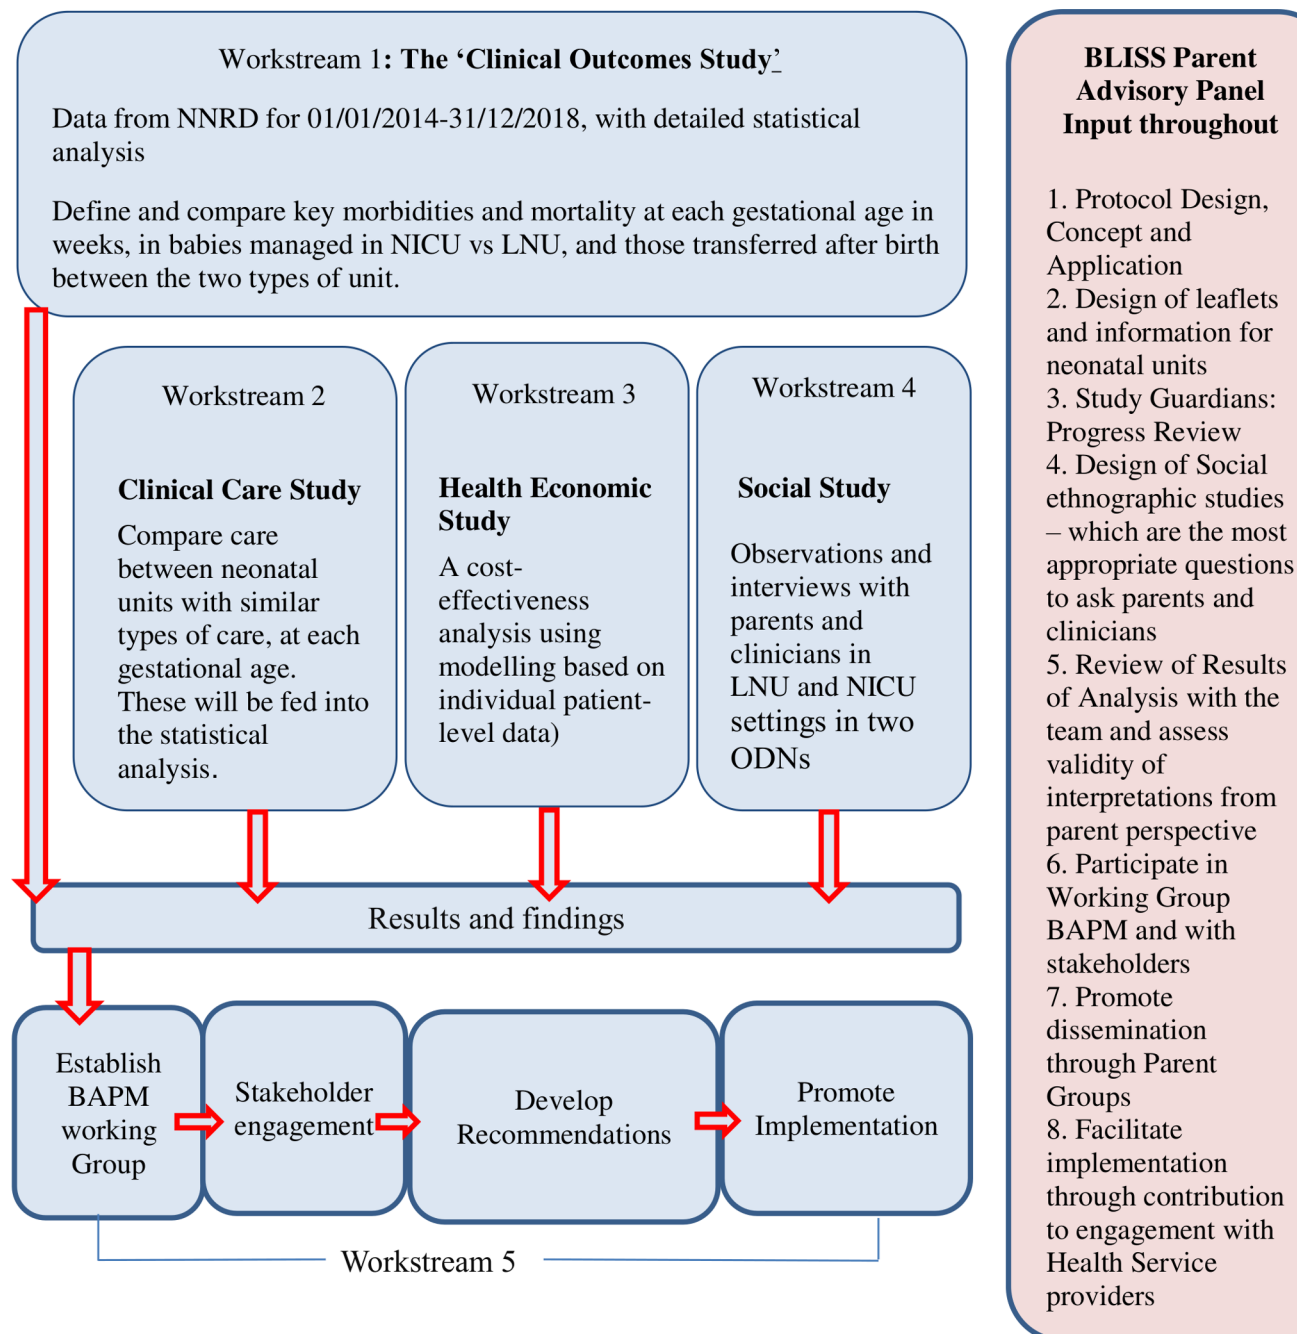 Workstream 1: The ‘Clinical Outcomes Study’
Data from NNRD for 01/01/2014-31/12/2018, with detailed statistical
analysis
Define and compare key morbidities and mortality at each gestational age in
weeks, in babies managed in NICU vs LNU, and those transferred after birth
between the two types of unit.
Workstream 2
Clinical Care Study
Compare care
between neonatal
units with similar
types of care, at each
gestational age.
These will be fed into
the statistical
analysis.
Workstream 3
Health Economic
Study
A cost-
effectiveness
analysis using
modelling based on
individual patient-
level data)
Workstream 4
Social Study
Observations and
interviews with
parents and
clinicians in
LNU and NICU
settings in two
ODNs
Results and findings
Establish
BAPM
working
Group
Stakeholder
engagement
Develop
Recommendations
Promote
Implementation
Workstream 5
BLISS Parent
Advisory Panel
Input throughout
1. Protocol Design,
Concept and
Application
2. Design of leaflets
and information for
neonatal units
3. Study Guardians:
Progress Review
4. Design of Social
ethnographic studies
– which are the most
appropriate questions
to ask parents and
clinicians
5. Review of Results
of Analysis with the
team and assess
validity of
interpretations from
parent perspective
6. Participate in
Working Group
BAPM and with
stakeholders
7. Promote
dissemination
through Parent
Groups
8. Facilitate
implementation
through contribution
to engagement with
Health Service
providers